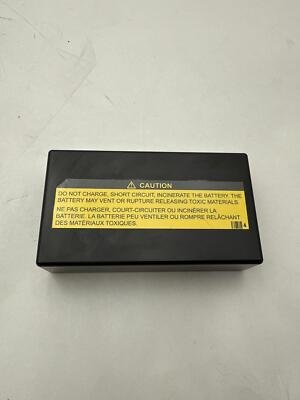 ⚠ CAUTION
DO NOT CHARGE, SHORT CIRCUIT, INCINERATE THE BATTERY. THE
BATTERY MAY VENT OR RUPTURE RELEASING TOXIC MATERIALS.
NE PAS CHARGER, COURT-CIRCUITER OU INCINÉRER LA
BATTERIE. LA BATTERIE PEU VENTILER OU ROMPRE RELÂCHANT
DES MATÉRIAUX TOXIQUES.